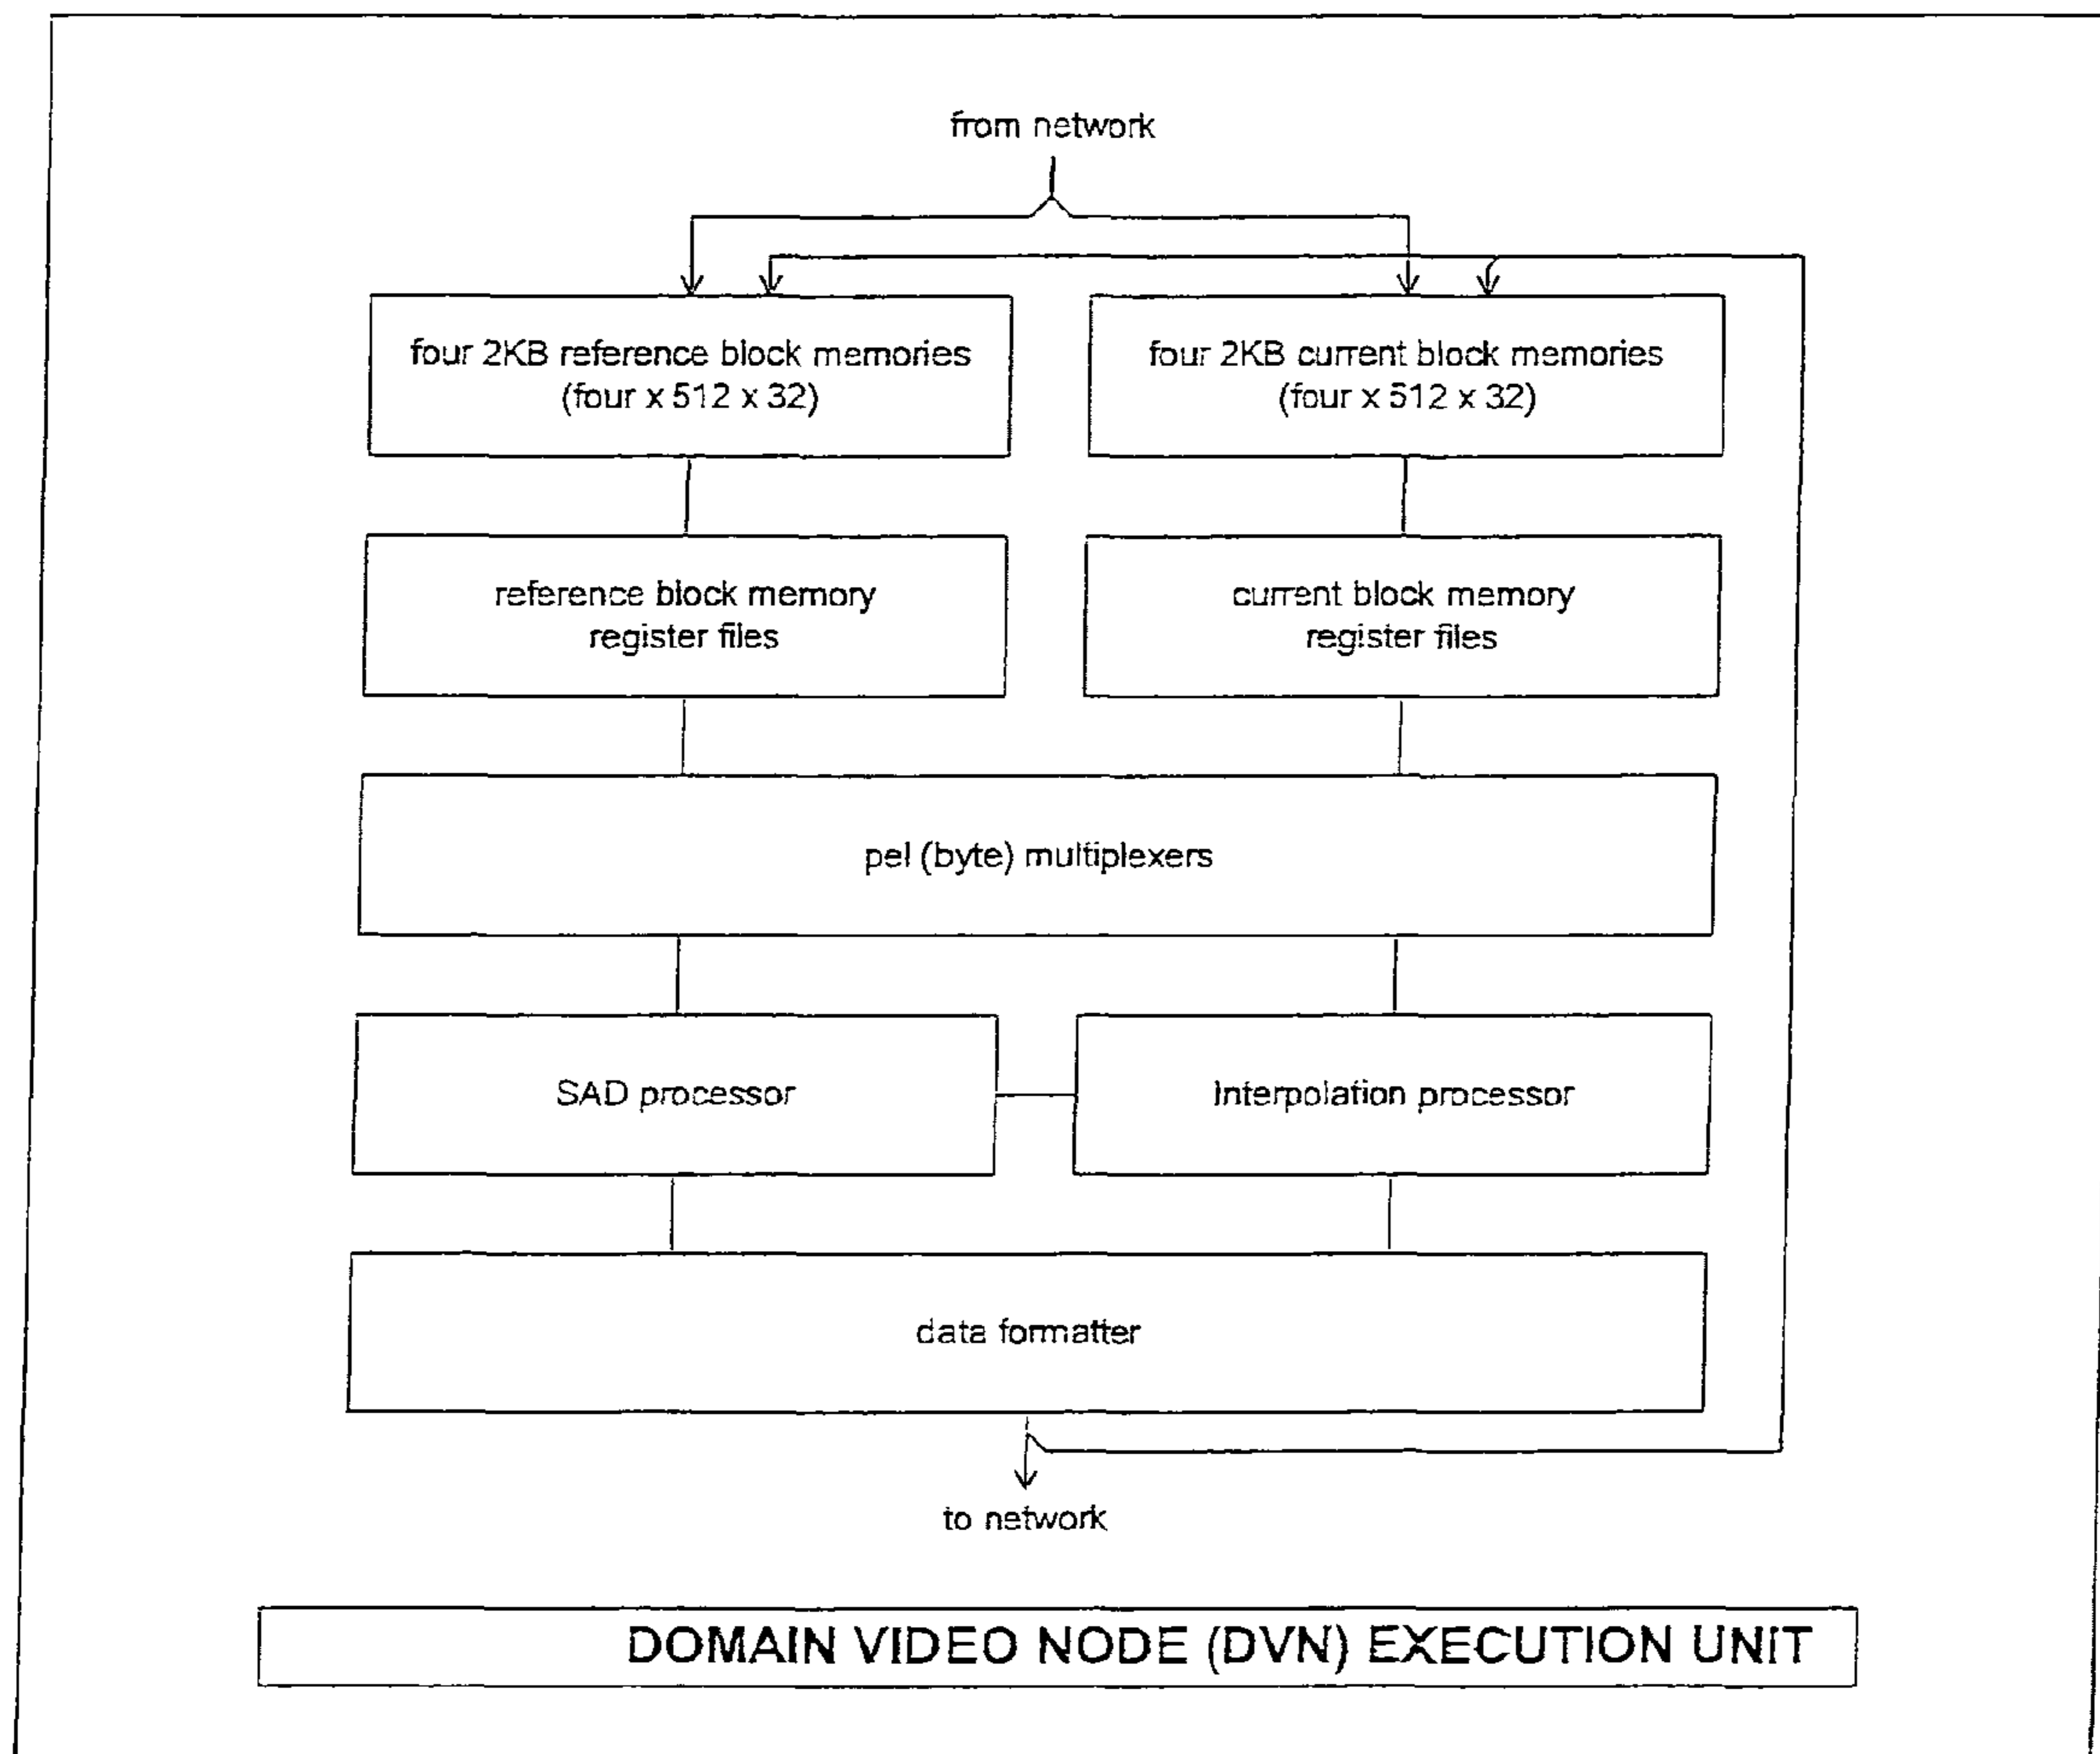 from network
four 2KB reference block memories
(four x 512 x 32)
four 2KB current block memories
(four x 512 x 32)
reference block memory
register files
current block memory
register files
pel (byte) multiplexers
SAD processor
Interpolation processor
data formatter
to network
DOMAIN VIDEO NODE (DVN) EXECUTION UNIT